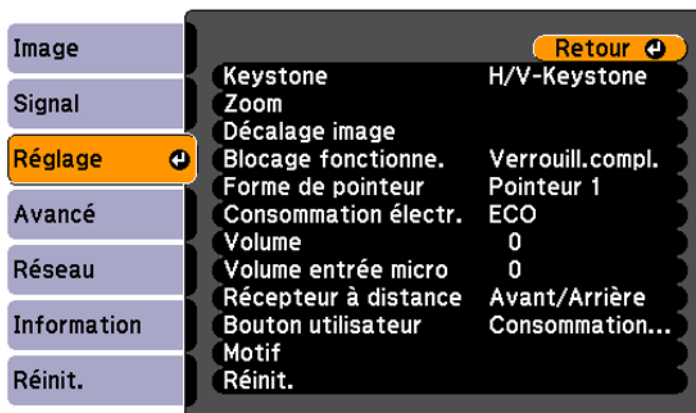 Image
Signal
Réglage
Avancé
Réseau
Information
Réinit.
Retour
Keystone H/V-Keystone
Zoom
Décalage image
Blocage fonctionne. Verrouill.compl.
Forme de pointeur Pointeur 1
Consommation électr. ECO
Volume 0
Volume entrée micro 0
Récepteur à distance Avant/Arrière
Bouton utilisateur Consommation...
Motif
Réinit.